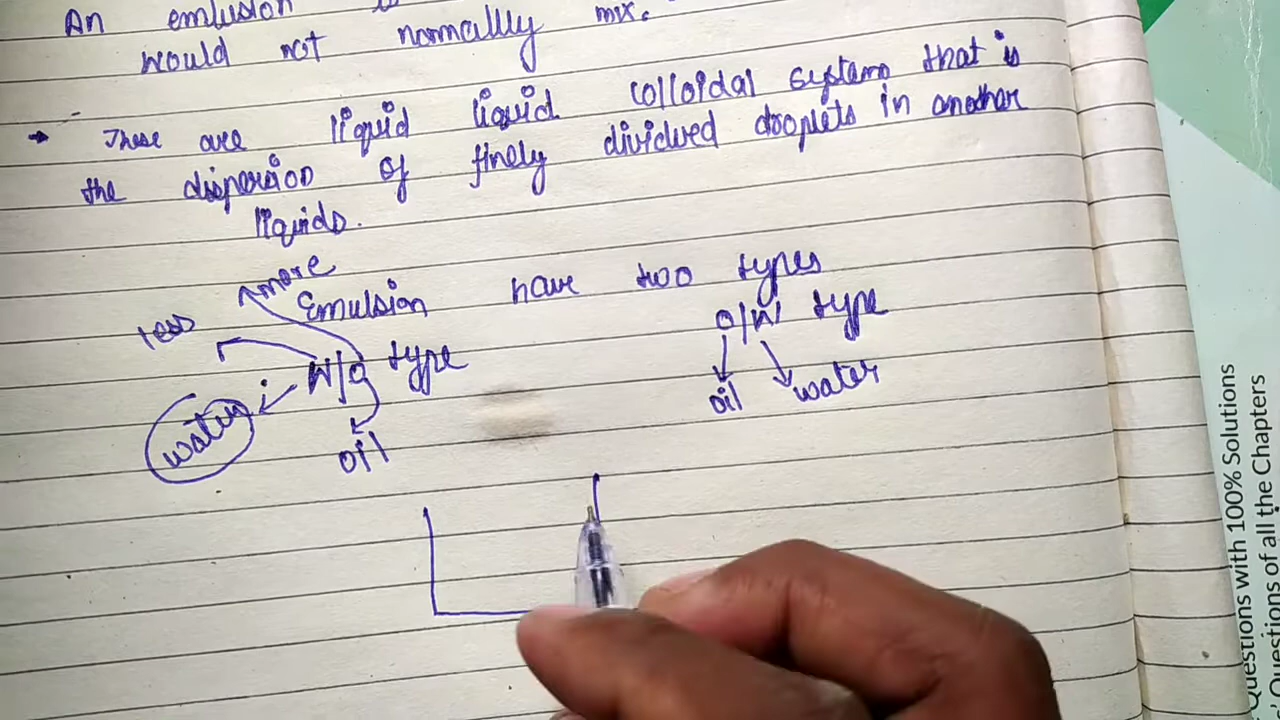 An emlusion
would not normally mix.
→ These are liquid liquid colloidal system that is
the dispersion of finely divided droplets in another
liquids.
more
Emulsion have two types
less
O/W type
W/O type
oil water
water
oil
Questions with 100% Solutions
Questions of all the Chapters